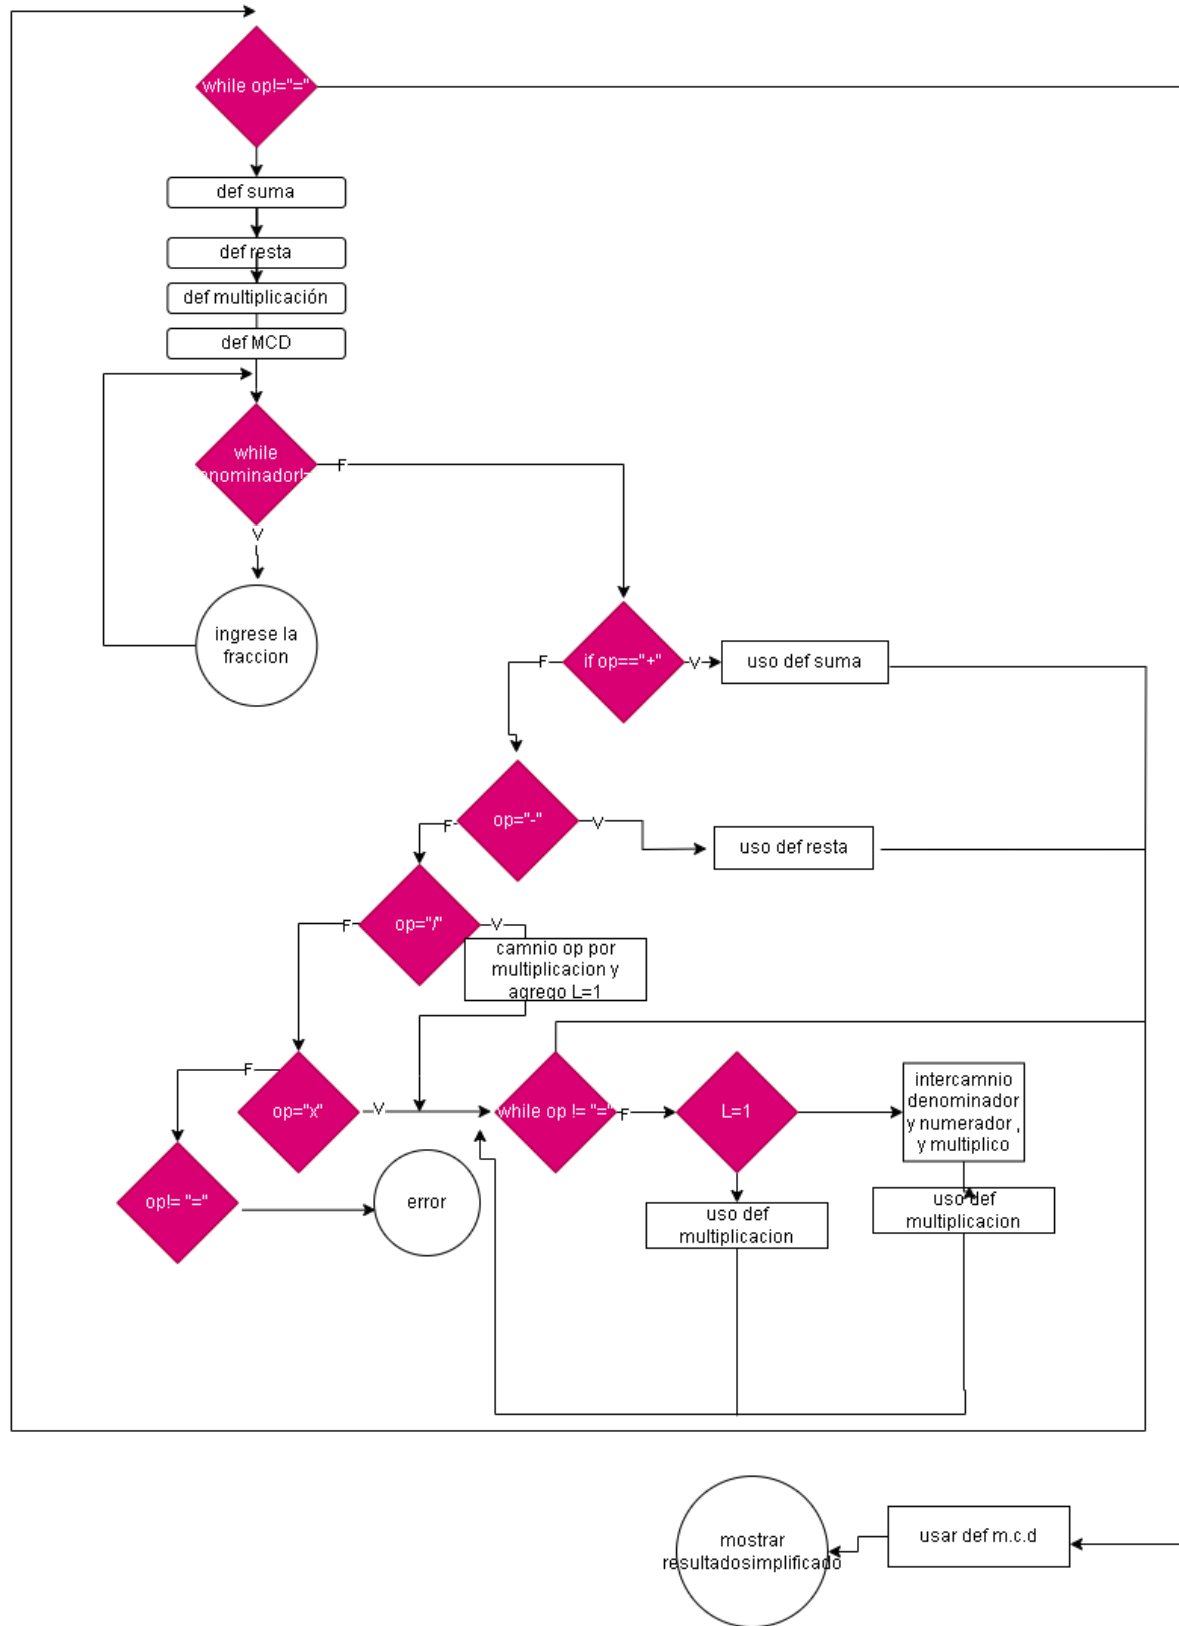 while op!="="
def suma
def resta
def multiplicación
def MCD
while
enominador!=
F
V
ingrese la
fraccion
if op=="+"
F
V
uso def suma
op="-"
F
V
uso def resta
op="/"
F
V
camnio op por
multiplicacion y
agrego L=1
op="x"
F
V
while op != "="
F
L=1
intercamnio
denominador
y numerador ,
y multiplico
op!= "="
error
uso def
multiplicacion
uso def
multiplicacion
mostrar
resultadosimplificado
usar def m.c.d